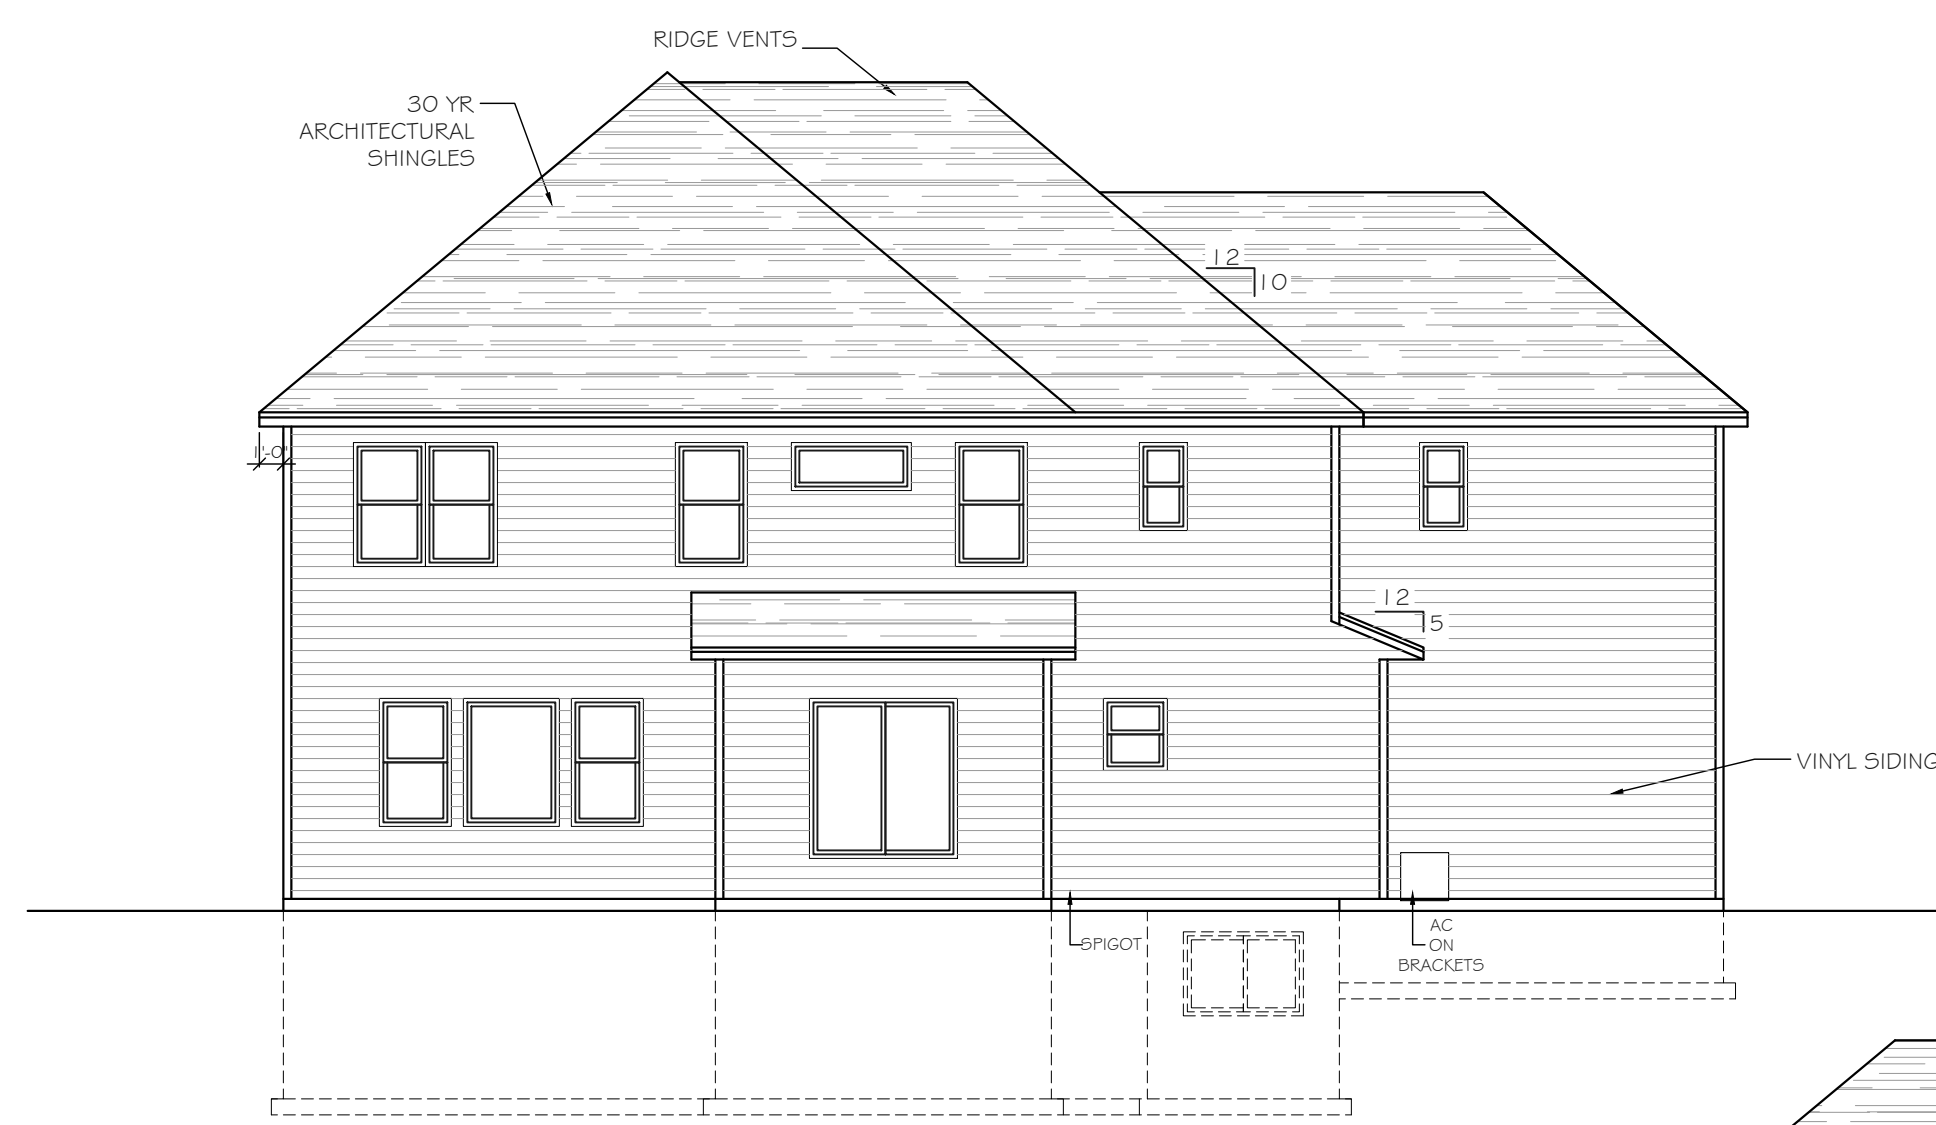 RIDGE VENTS
30 YR
ARCHITECTURAL
SHINGLES
12
10
1'-0"
12
5
VINYL SIDING
SPIGOT
AC
ON
BRACKETS